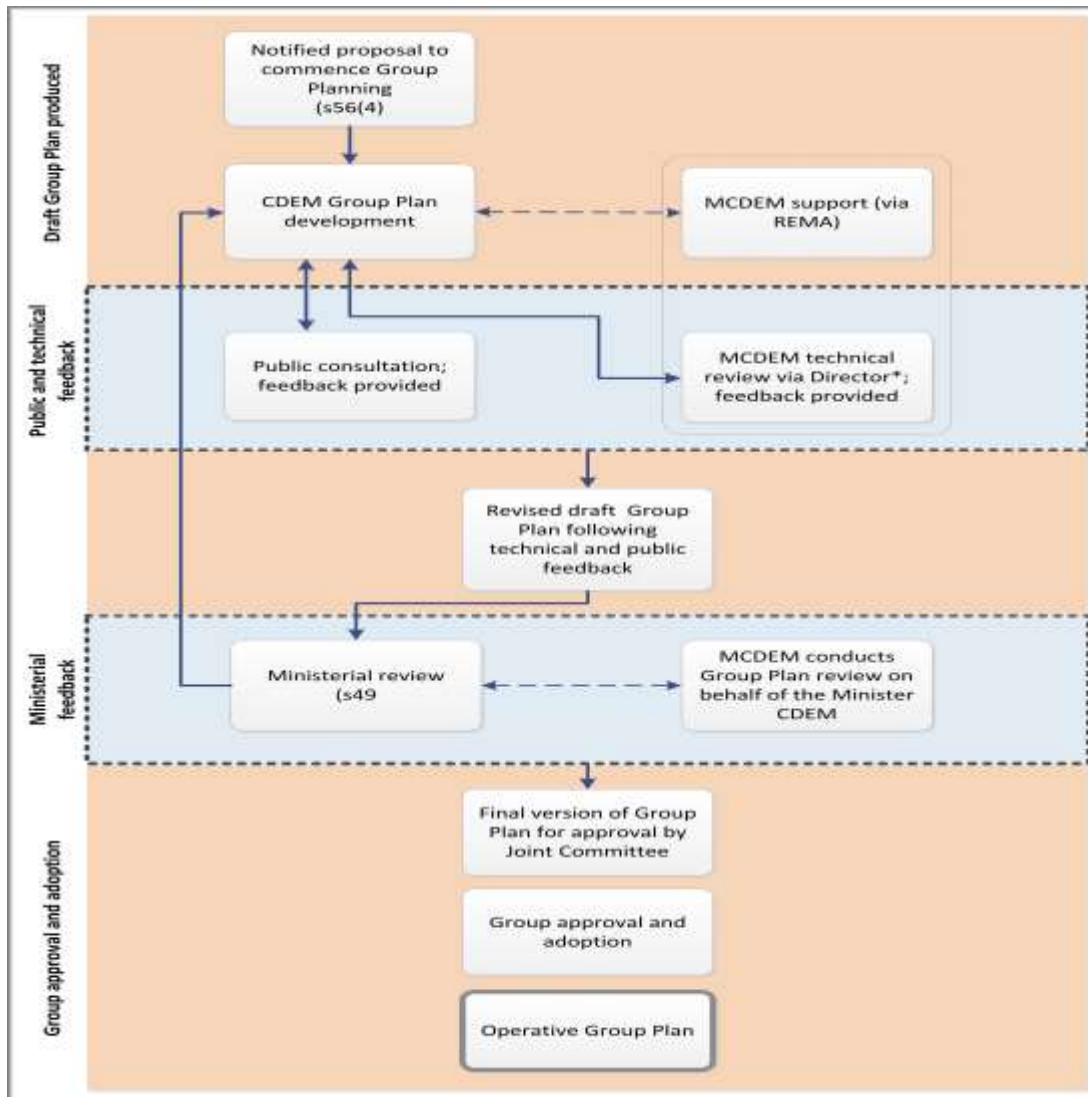 Draft Group Plan produced
Notified proposal to
commence Group
Planning
(s56(4)
CDEM Group Plan
development
MCDEM support (via
REMA)
Public and technical
feedback
Public consultation;
feedback provided
MCDEM technical
review via Director*;
feedback provided
Revised draft Group
Plan following
technical and public
feedback
Ministerial
feedback
Ministerial review
(s49
MCDEM conducts
Group Plan review on
behalf of the Minister
CDEM
Group approval and adoption
Final version of Group
Plan for approval by
Joint Committee
Group approval and
adoption
Operative Group Plan